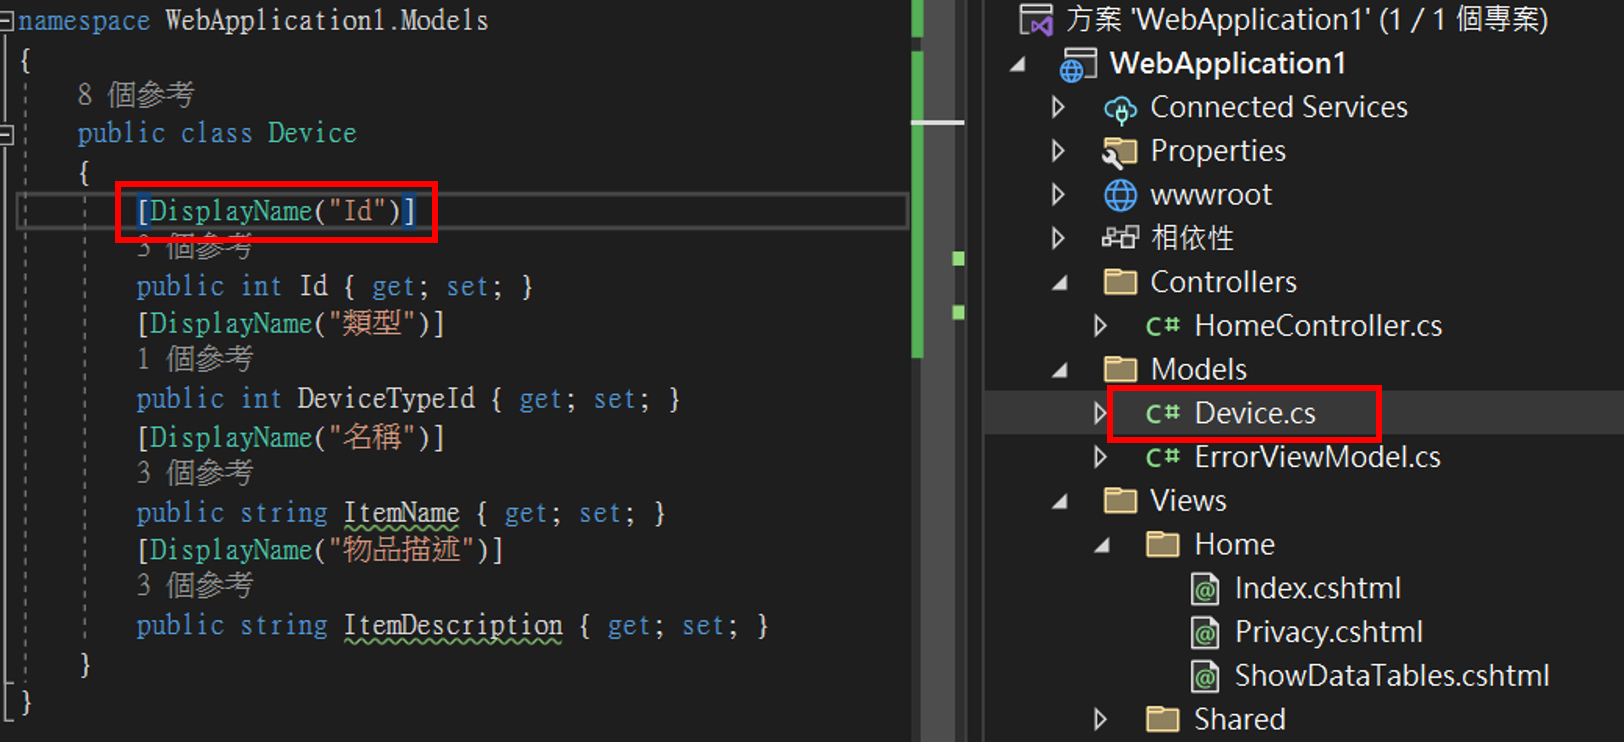 namespace WebApplication1.Models
{
8 個參考
public class Device
{
[DisplayName("Id")]
3 個參考
public int Id { get; set; }
[DisplayName("類型")]
1 個參考
public int DeviceTypeId { get; set; }
[DisplayName("名稱")]
3 個參考
public string ItemName { get; set; }
[DisplayName("物品描述")]
3 個參考
public string ItemDescription { get; set; }
}
}
方案 'WebApplication1' (1 / 1 個專案)
WebApplication1
Connected Services
Properties
wwwroot
相依性
Controllers
C# HomeController.cs
Models
C# Device.cs
C# ErrorViewModel.cs
Views
Home
@ Index.cshtml
@ Privacy.cshtml
@ ShowDataTables.cshtml
Shared